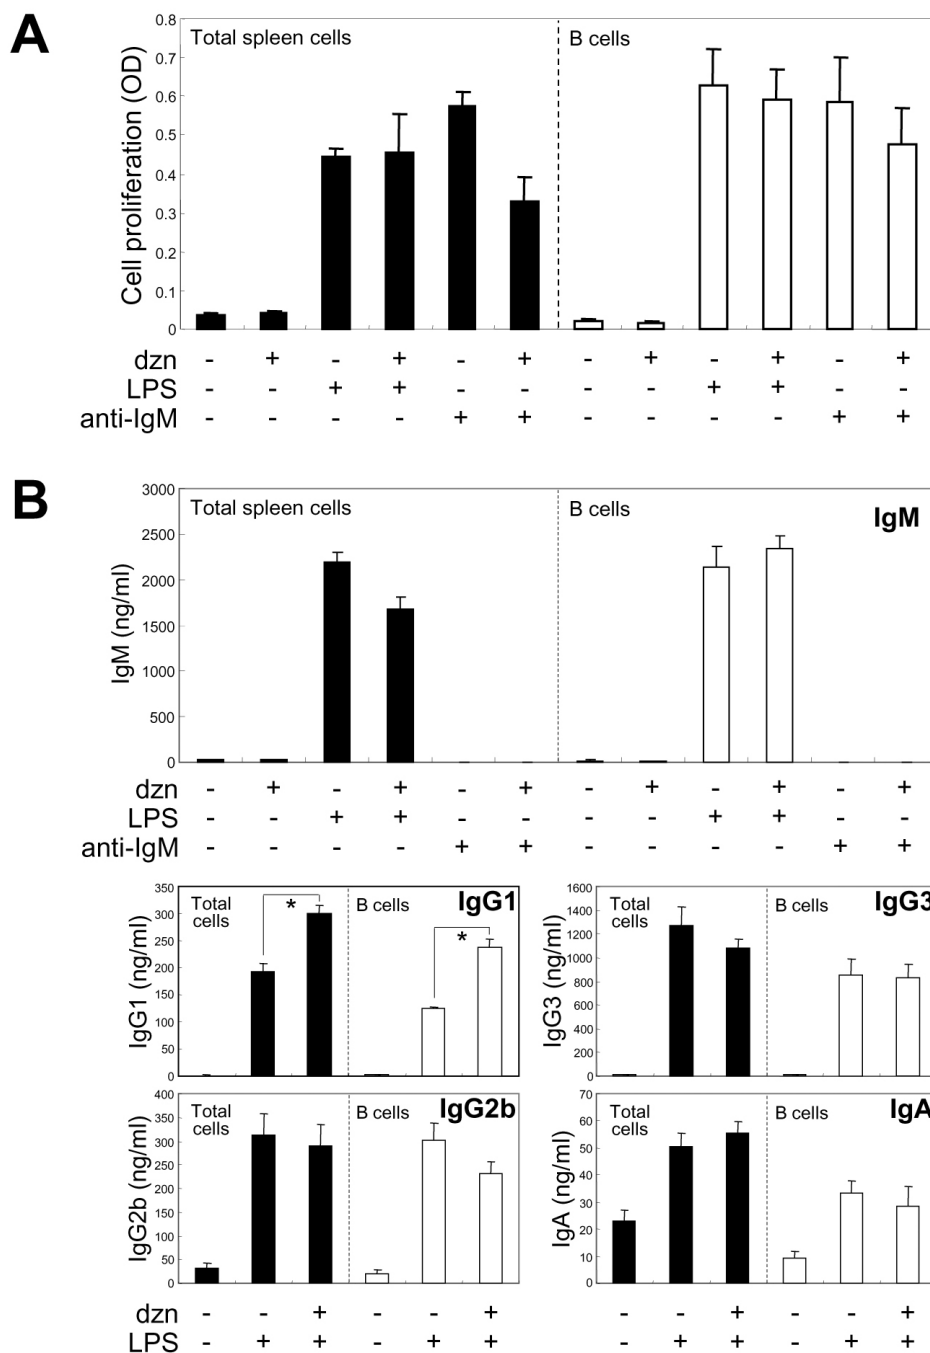 A
Cell proliferation (OD)
0.8
0.7
0.6
0.5
0.4
0.3
0.2
0.1
0
Total spleen cells
B cells
dzn - + - + - + - + - + - +
LPS - - + + - - - - + + - -
anti-IgM - - - - + + - - - - + +
B
IgM (ng/ml)
3000
2500
2000
1500
1000
500
0
Total spleen cells
B cells
IgM
dzn - + - + - + - + - + - +
LPS - - + + - - - - + + - -
anti-IgM - - - - + + - - - - + +
IgG1 (ng/ml)
350
300
250
200
150
100
50
0
Total
cells
*
B cells
*
IgG1
IgG3 (ng/ml)
1600
1400
1200
1000
800
600
400
200
0
Total
cells
B cells
IgG3
IgG2b (ng/ml)
400
350
300
250
200
150
100
50
0
Total
cells
B cells
IgG2b
IgA (ng/ml)
70
60
50
40
30
20
10
0
Total
cells
B cells
IgA
dzn - - + - - + - - + - - +
LPS - + + - + + - + + - + +